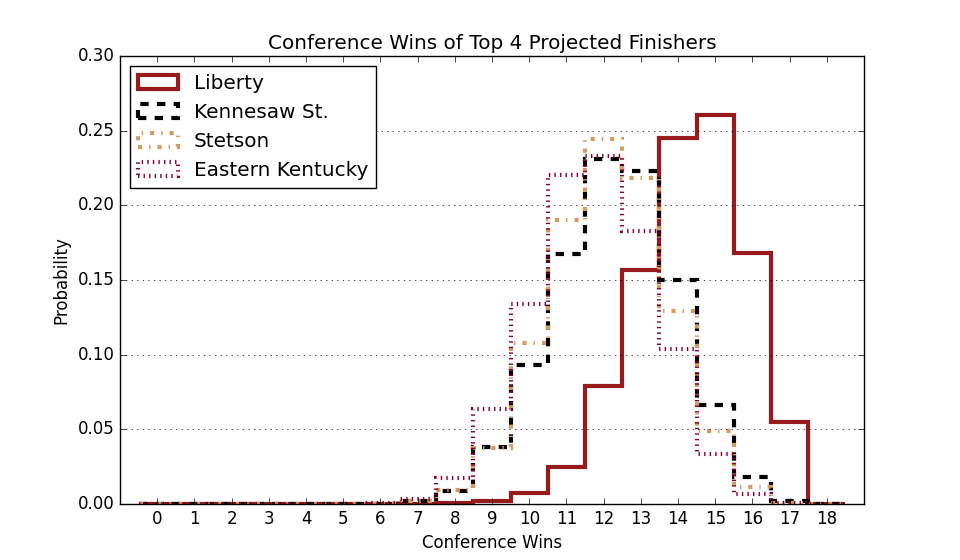 Conference Wins of Top 4 Projected Finishers
0.30
0.25
0.20
0.15
0.10
0.05
0.00
Probability
Liberty
Kennesaw St.
Stetson
Eastern Kentucky
0 1 2 3 4 5 6 7 8 9 10 11 12 13 14 15 16 17 18
Conference Wins